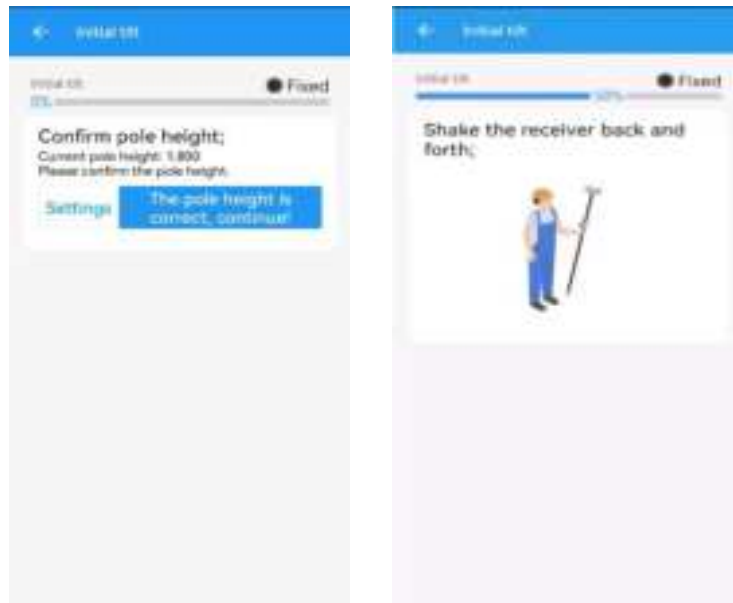 Initial tilt
Initial tilt
Fixed
0%
Confirm pole height;
Current pole height: 1.800
Please confirm the pole height.
Settings
The pole height is
correct, continue!
Initial tilt
Initial tilt
Fixed
Shake the receiver back and
forth;